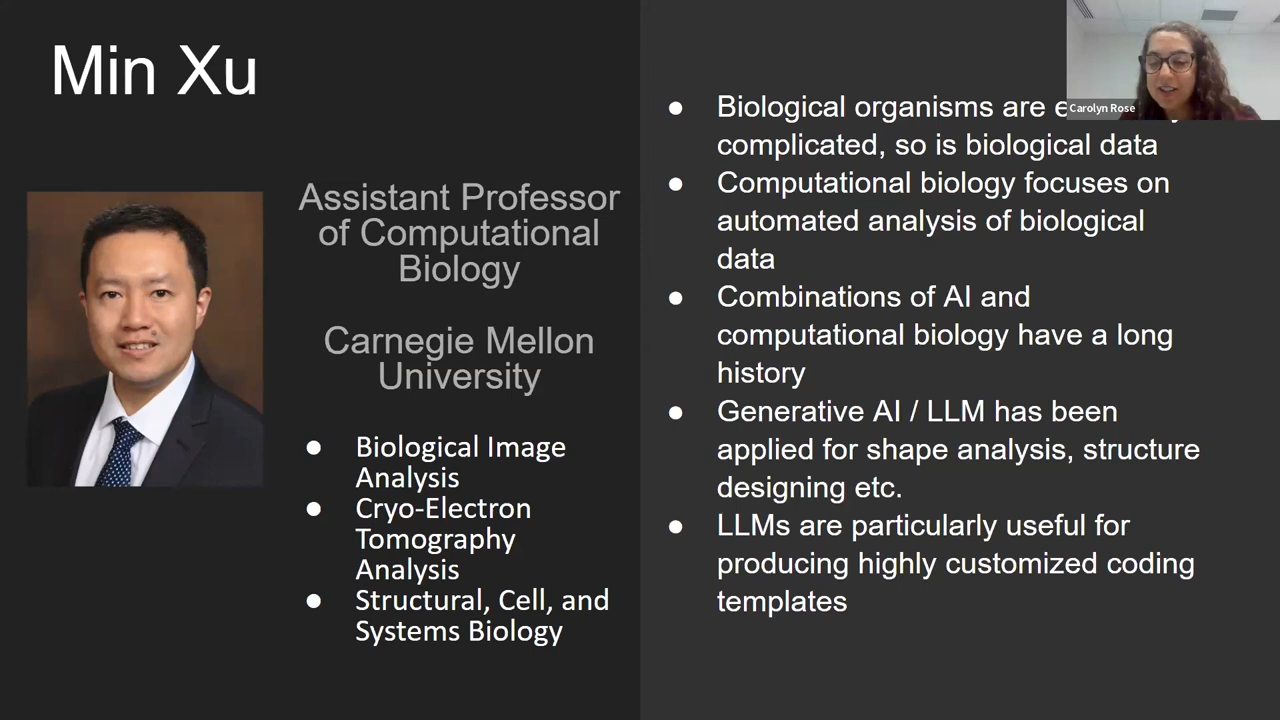 Min Xu
Assistant Professor
of Computational
Biology
Carnegie Mellon
University
● Biological Image
Analysis
● Cryo-Electron
Tomography
Analysis
● Structural, Cell, and
Systems Biology
● Biological organisms are
complicated, so is biological data
● Computational biology focuses on
automated analysis of biological
data
● Combinations of AI and
computational biology have a long
history
● Generative AI / LLM has been
applied for shape analysis, structure
designing etc.
● LLMs are particularly useful for
producing highly customized coding
templates
Carolyn Rose